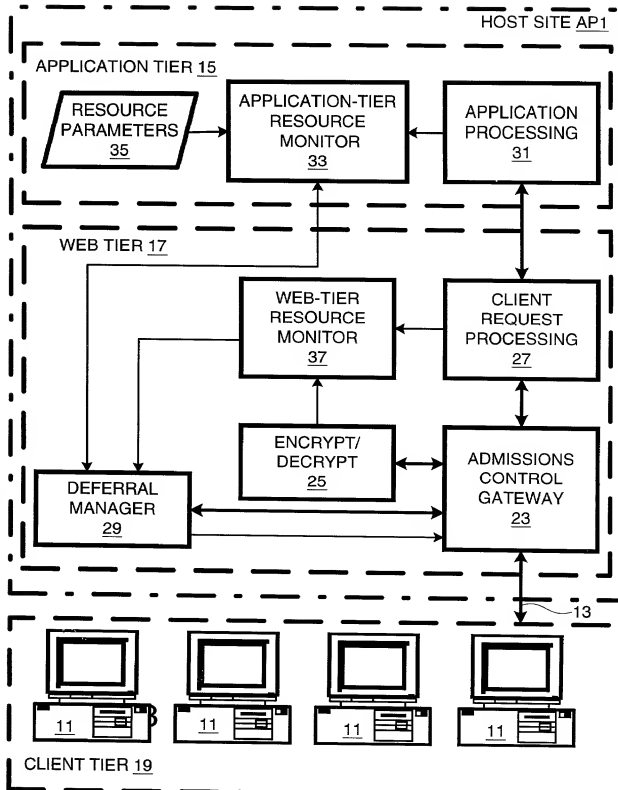 HOST SITE AP1
APPLICATION TIER 15
RESOURCE
PARAMETERS
35
APPLICATION-TIER
RESOURCE
MONITOR
33
APPLICATION
PROCESSING
31
WEB TIER 17
WEB-TIER
RESOURCE
MONITOR
37
CLIENT
REQUEST
PROCESSING
27
ENCRYPT/
DECRYPT
25
DEFERRAL
MANAGER
29
ADMISSIONS
CONTROL
GATEWAY
23
13
11
11
11
11
CLIENT TIER 19